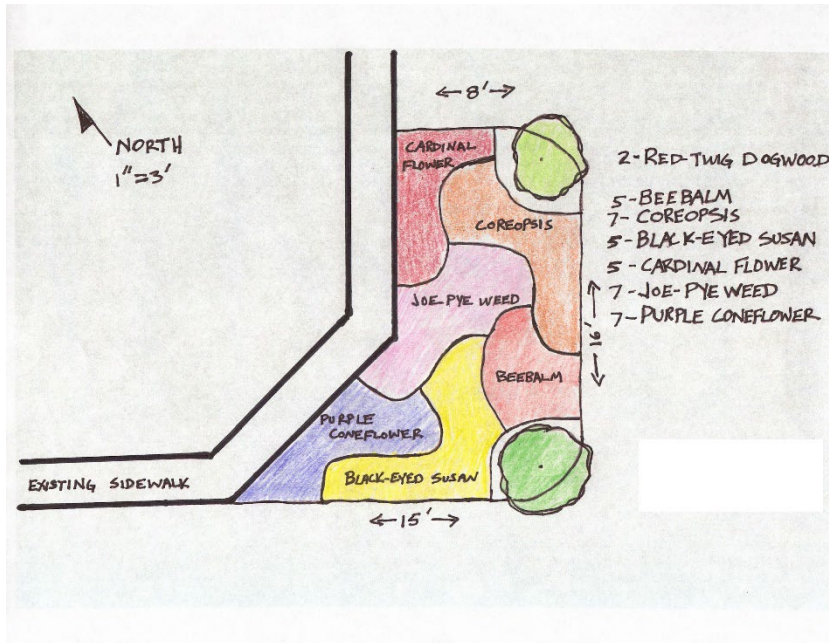 8'
NORTH
1"=3'
CARDINAL
FLOWER
COREOPSIS
JOE-PYE WEED
BEEBALM
PURPLE
CONEFLOWER
BLACK-EYED SUSAN
EXISTING SIDEWALK
15'
16'
2-RED-TWIG DOGWOOD
5-BEEBALM
7-COREOPSIS
5-BLACK-EYED SUSAN
5-CARDINAL FLOWER
7-JOE-PYE WEED
7-PURPLE CONEFLOWER